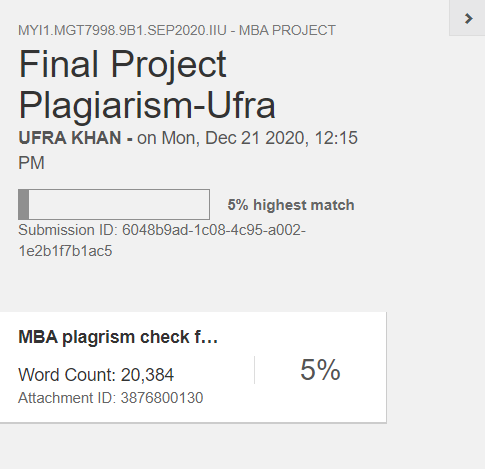 MYI1.MGT7998.9B1.SEP2020.IIU - MBA PROJECT
Final Project
Plagiarism-Ufra
UFRA KHAN - on Mon, Dec 21 2020, 12:15
PM
5% highest match
Submission ID: 6048b9ad-1c08-4c95-a002-
1e2b1f7b1ac5
MBA plagrism check f…
Word Count: 20,384
5%
Attachment ID: 3876800130